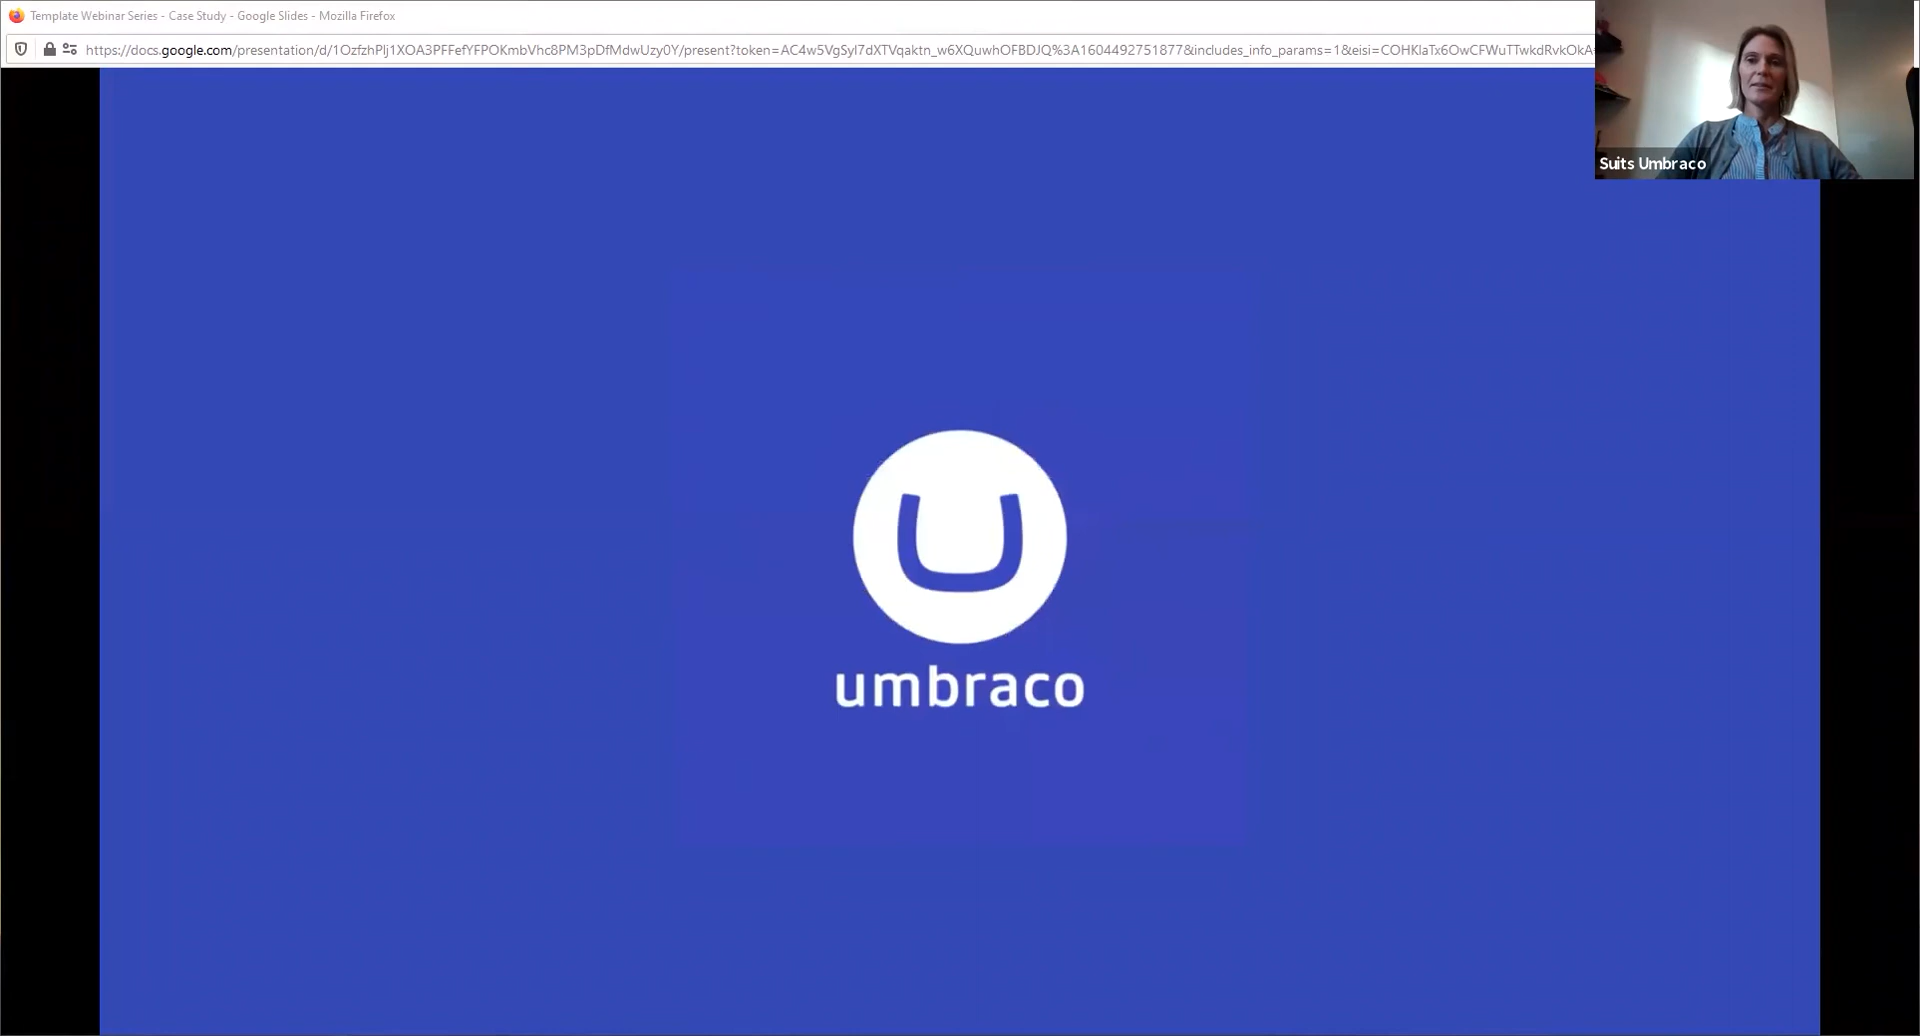 Template Webinar Series - Case Study - Google Slides - Mozilla Firefox
https://docs.google.com/presentation/d/1OzfzhPlj1XOA3PFFefYFPOKmbVhc8PM3pDfMdwUzy0Y/present?token=AC4w5VgSyl7dXTVqaktn_w6XQuwhOFBDJQ%3A1604492751877&includes_info_params=1&eisi=COHKlaTx6OwCFWuTTwkdRvkOkA
Suits Umbraco
umbraco